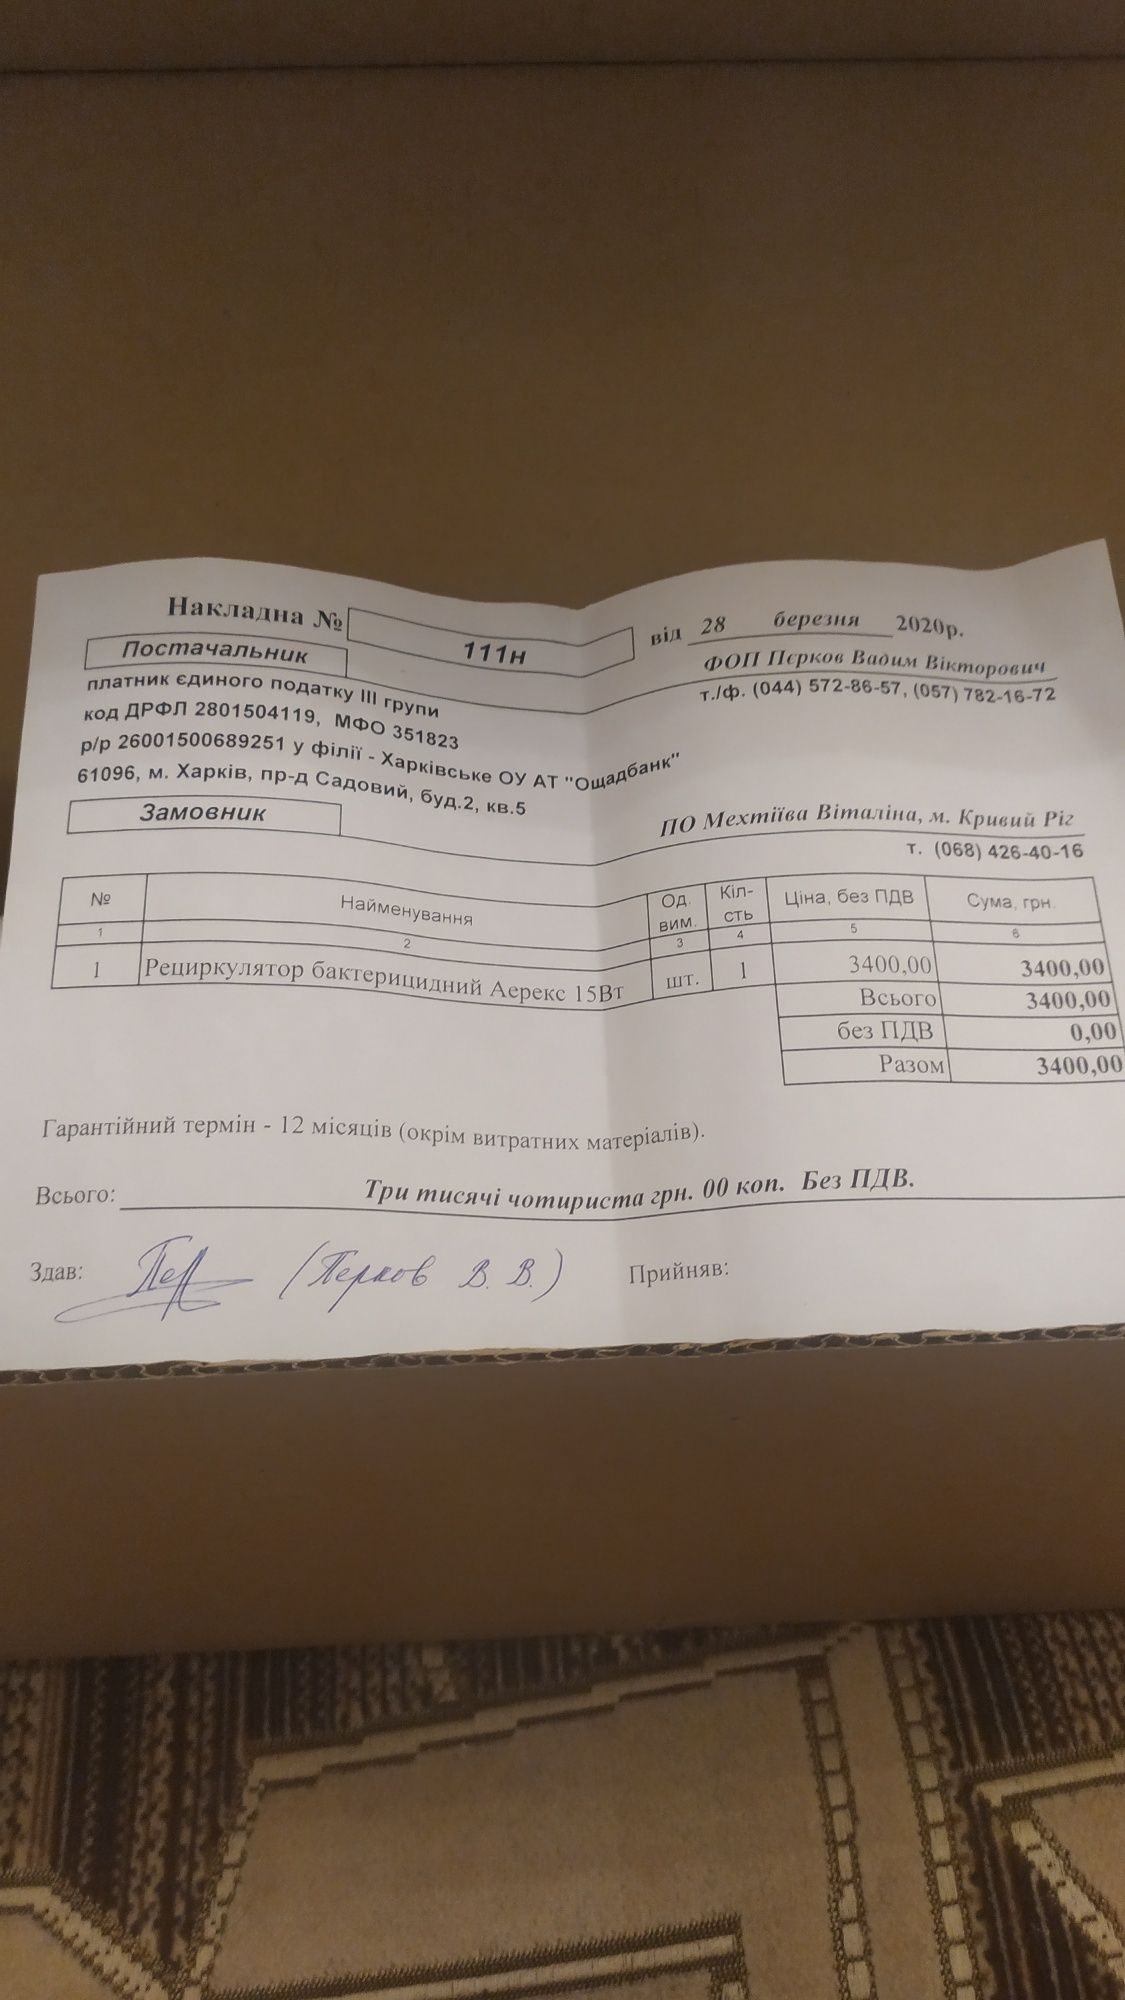 Накладна № 111н від 28 березня 2020р.
Постачальник ФОП Пєрков Вадим Вікторович
платник єдиного податку III групи т./ф. (044) 572-86-57, (057) 782-16-72
код ДРФЛ 2801504119, МФО 351823
р/р 26001500689251 у філії - Харківське ОУ АТ "Ощадбанк"
61096, м. Харків, пр-д Садовий, буд.2, кв.5
Замовник ПО Мехтіїва Віталіна, м. Кривий Ріг
т. (068) 426-40-16
№ Найменування Од. вим. Кіл-сть Ціна, без ПДВ Сума, грн.
1 2 3 4 5 6
1 Рециркулятор бактерицидний Аерекс 15Вт шт. 1 3400,00 3400,00
Всього 3400,00
без ПДВ 0,00
Разом 3400,00
Гарантійний термін - 12 місяців (окрім витратних матеріалів).
Всього: Три тисячі чотириста грн. 00 коп. Без ПДВ.
Здав: (Пєрков В. В.) Прийняв: